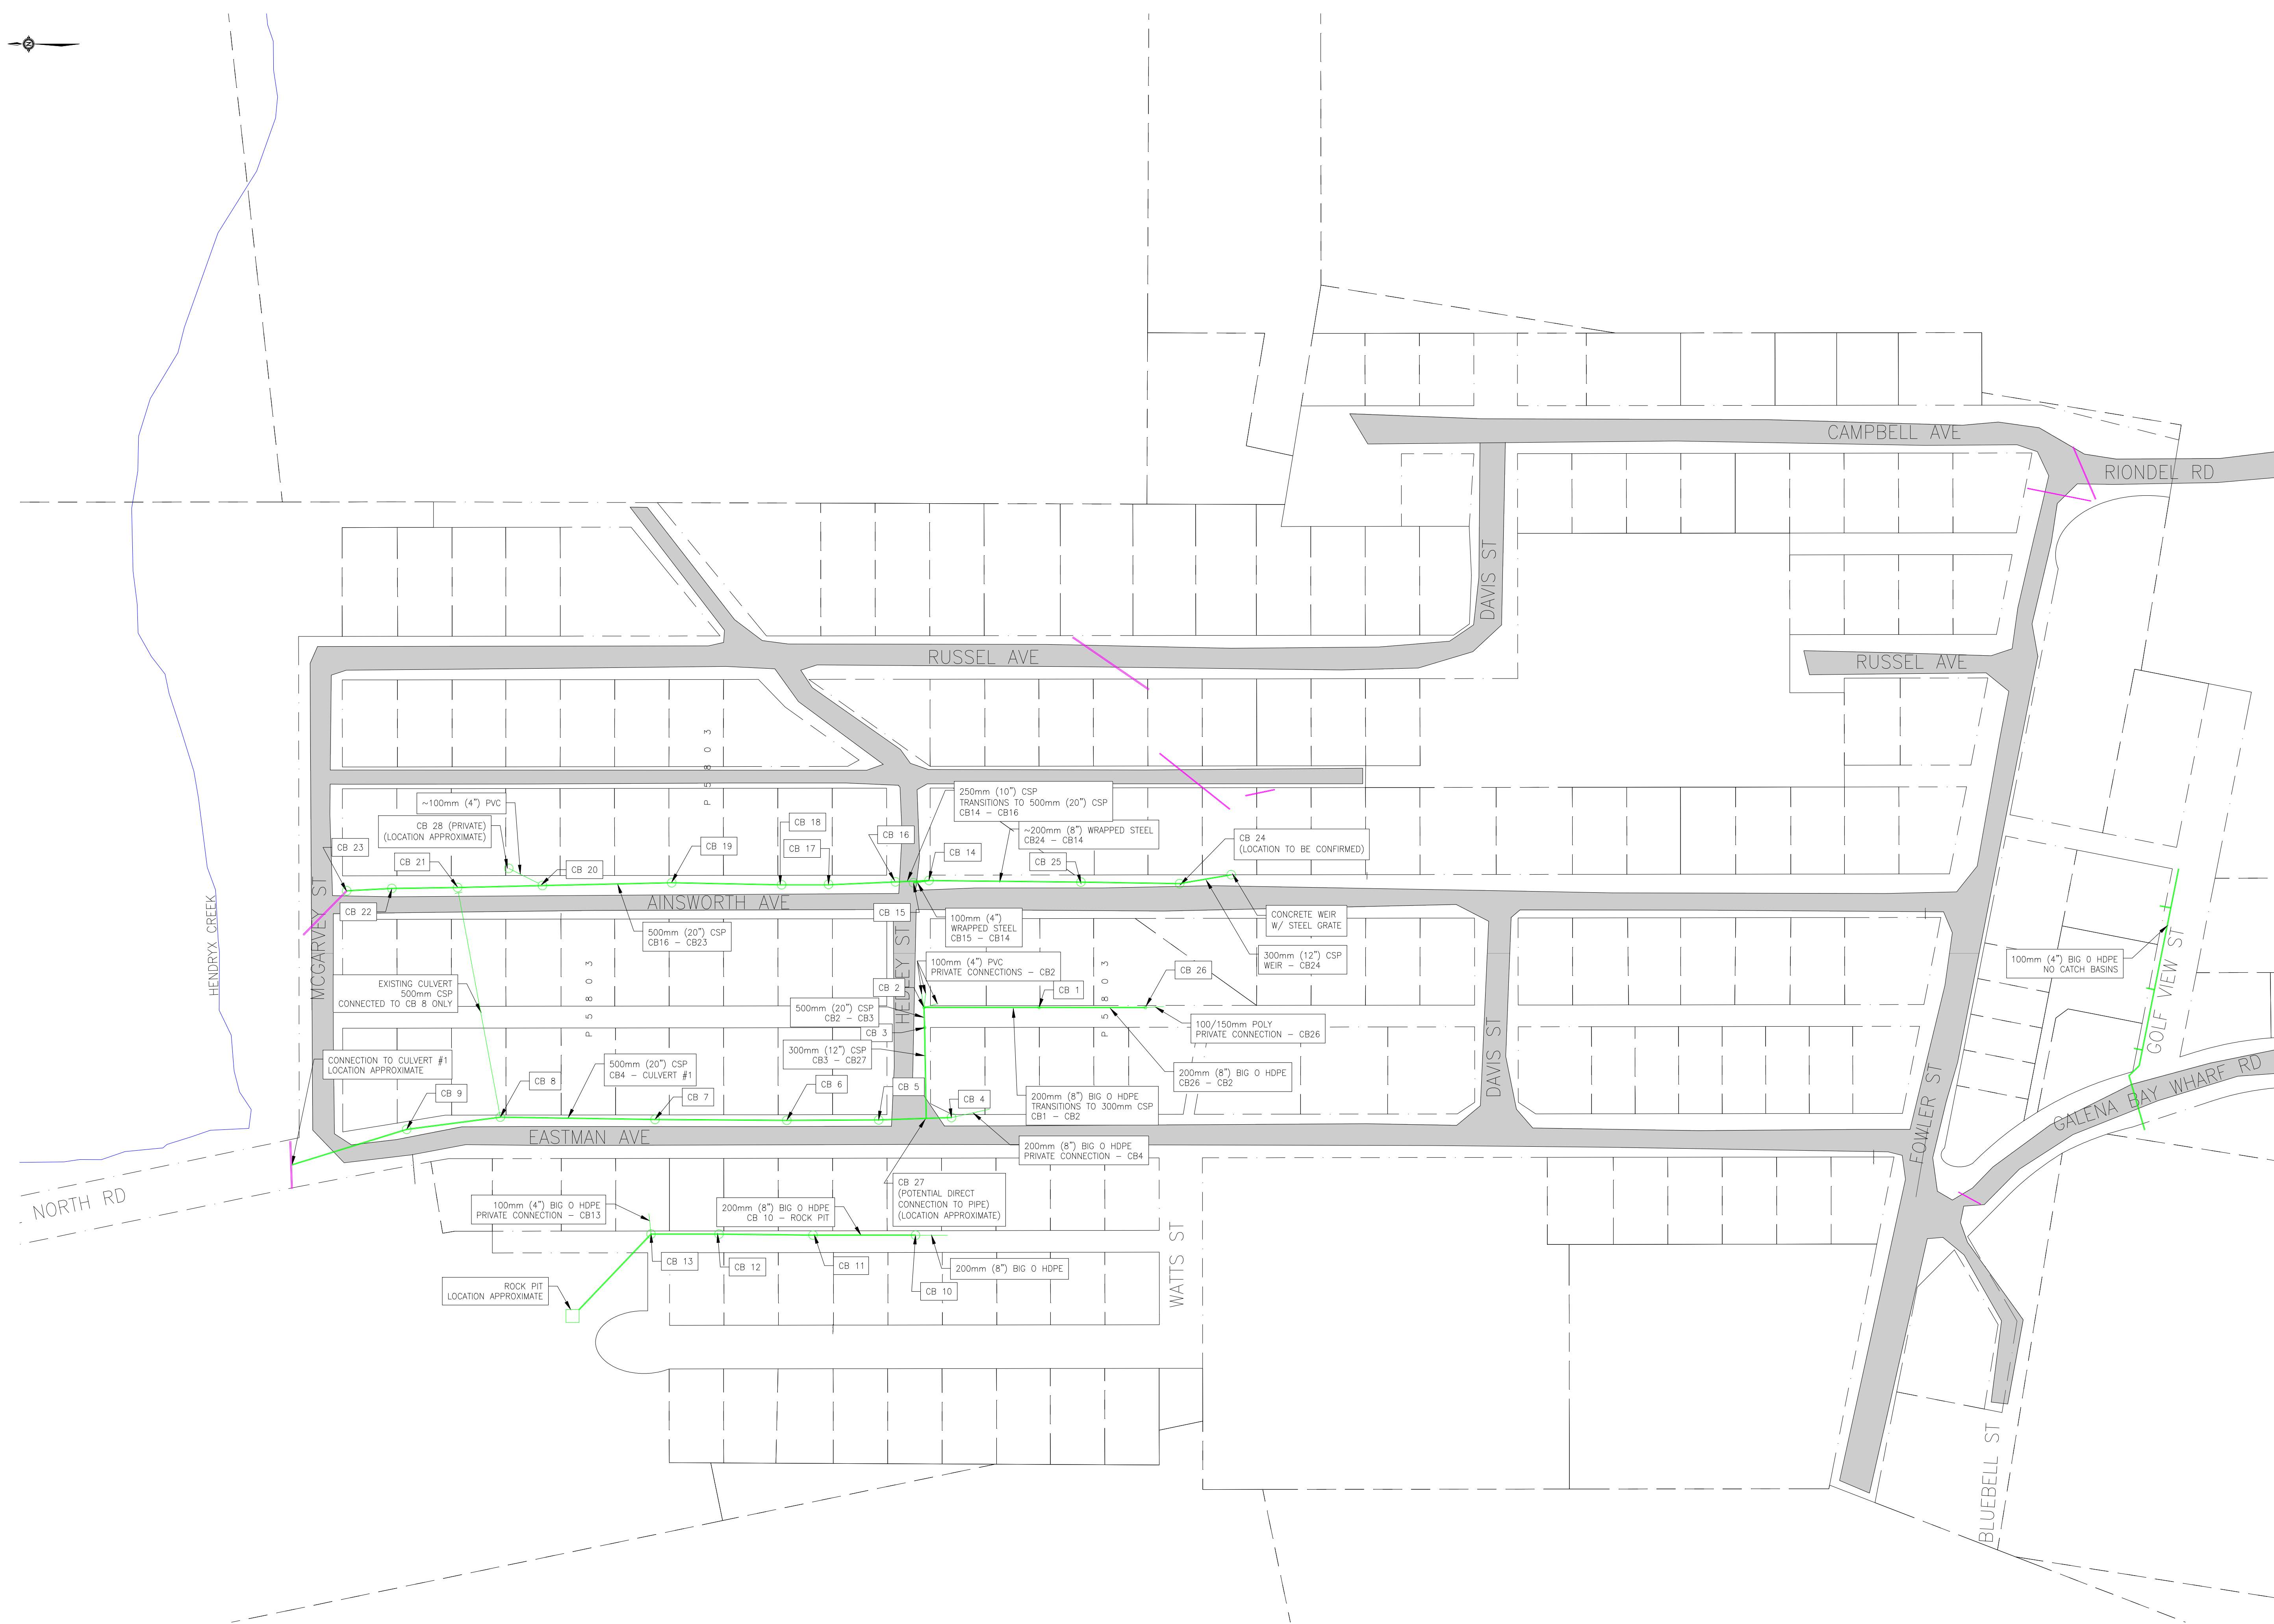 CAMPBELL AVE
RIONDEL RD
DAVIS ST
RUSSEL AVE
RUSSEL AVE
P 5 8 0 3
~100mm (4") PVC
CB 28 (PRIVATE)
(LOCATION APPROXIMATE)
CB 23
CB 21
CB 20
CB 19
CB 18
CB 17
CB 16
250mm (10") CSP
TRANSITIONS TO 500mm (20") CSP
CB14 – CB16
~200mm (8") WRAPPED STEEL
CB24 – CB14
CB 14
CB 25
CB 24
(LOCATION TO BE CONFIRMED)
MCGARVEY ST
CB 22
AINSWORTH AVE
500mm (20") CSP
CB16 – CB23
CB 15
100mm (4")
WRAPPED STEEL
CB15 – CB14
CONCRETE WEIR
W/ STEEL GRATE
300mm (12") CSP
WEIR – CB24
HENDRYX CREEK
HEDLEY ST
100mm (4") PVC
PRIVATE CONNECTIONS – CB2
P 5 8 0 3
P 5 8 0 3
CB 26
CB 1
CB 2
EXISTING CULVERT
500mm CSP
CONNECTED TO CB 8 ONLY
500mm (20") CSP
CB2 – CB3
CB 3
100/150mm POLY
PRIVATE CONNECTION – CB26
300mm (12") CSP
CB3 – CB27
200mm (8") BIG O HDPE
CB26 – CB2
200mm (8") BIG O HDPE
TRANSITIONS TO 300mm CSP
CB1 – CB2
100mm (4") BIG O HDPE
NO CATCH BASINS
GOLF VIEW ST
DAVIS ST
FOWLER ST
GALENA BAY WHARF RD
CONNECTION TO CULVERT #1
LOCATION APPROXIMATE
CB 9
CB 8
500mm (20") CSP
CB4 – CULVERT #1
CB 7
CB 6
CB 5
CB 4
EASTMAN AVE
200mm (8") BIG O HDPE
PRIVATE CONNECTION – CB4
CB 27
(POTENTIAL DIRECT
CONNECTION TO PIPE)
(LOCATION APPROXIMATE)
NORTH RD
100mm (4") BIG O HDPE
PRIVATE CONNECTION – CB13
200mm (8") BIG O HDPE
CB 10 – ROCK PIT
CB 13
CB 12
CB 11
CB 10
200mm (8") BIG O HDPE
WATTS ST
ROCK PIT
LOCATION APPROXIMATE
BLUEBELL ST